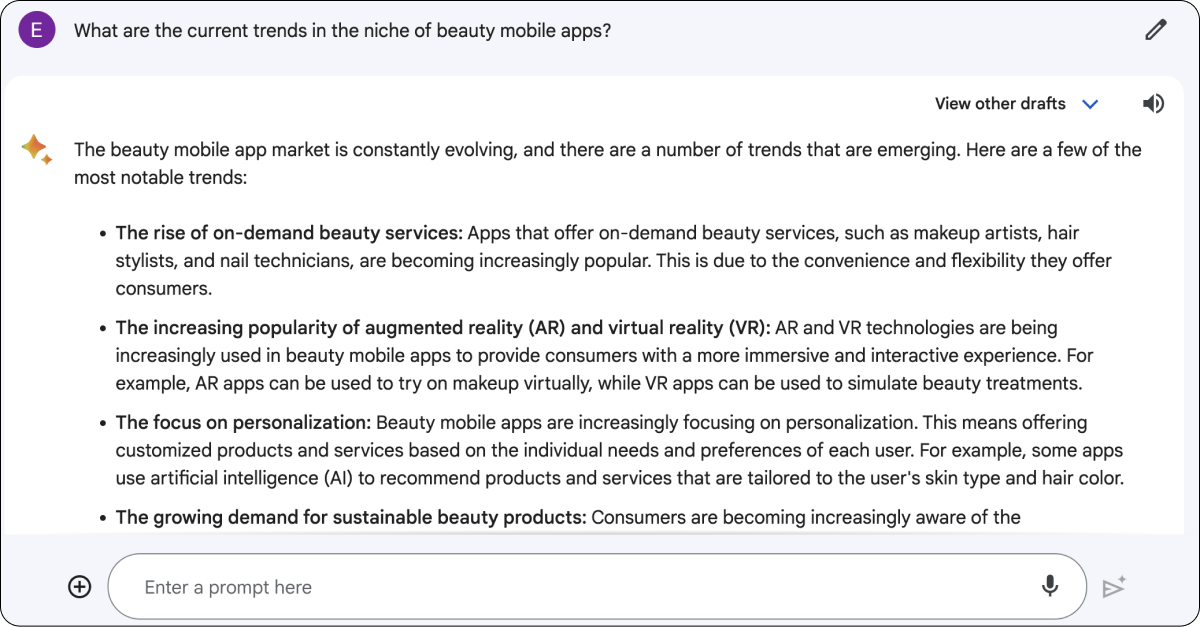 E
What are the current trends in the niche of beauty mobile apps?
View other drafts
The beauty mobile app market is constantly evolving, and there are a number of trends that are emerging. Here are a few of the
most notable trends:
• The rise of on-demand beauty services: Apps that offer on-demand beauty services, such as makeup artists, hair
stylists, and nail technicians, are becoming increasingly popular. This is due to the convenience and flexibility they offer
consumers.
• The increasing popularity of augmented reality (AR) and virtual reality (VR): AR and VR technologies are being
increasingly used in beauty mobile apps to provide consumers with a more immersive and interactive experience. For
example, AR apps can be used to try on makeup virtually, while VR apps can be used to simulate beauty treatments.
• The focus on personalization: Beauty mobile apps are increasingly focusing on personalization. This means offering
customized products and services based on the individual needs and preferences of each user. For example, some apps
use artificial intelligence (AI) to recommend products and services that are tailored to the user's skin type and hair color.
• The growing demand for sustainable beauty products: Consumers are becoming increasingly aware of the
Enter a prompt here